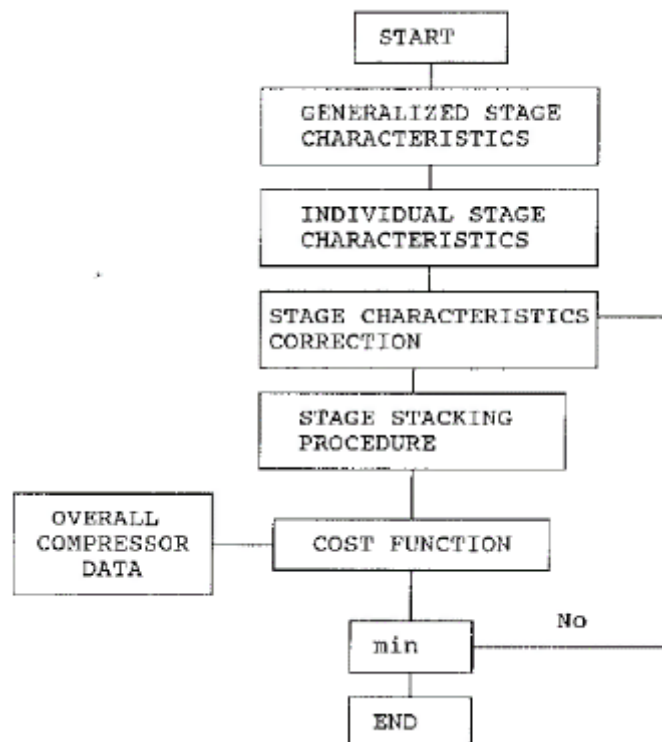 START
GENERALIZED STAGE
CHARACTERISTICS
INDIVIDUAL STAGE
CHARACTERISTICS
STAGE CHARACTERISTICS
CORRECTION
STAGE STACKING
PROCEDURE
OVERALL
COMPRESSOR
DATA
COST FUNCTION
No
min
END